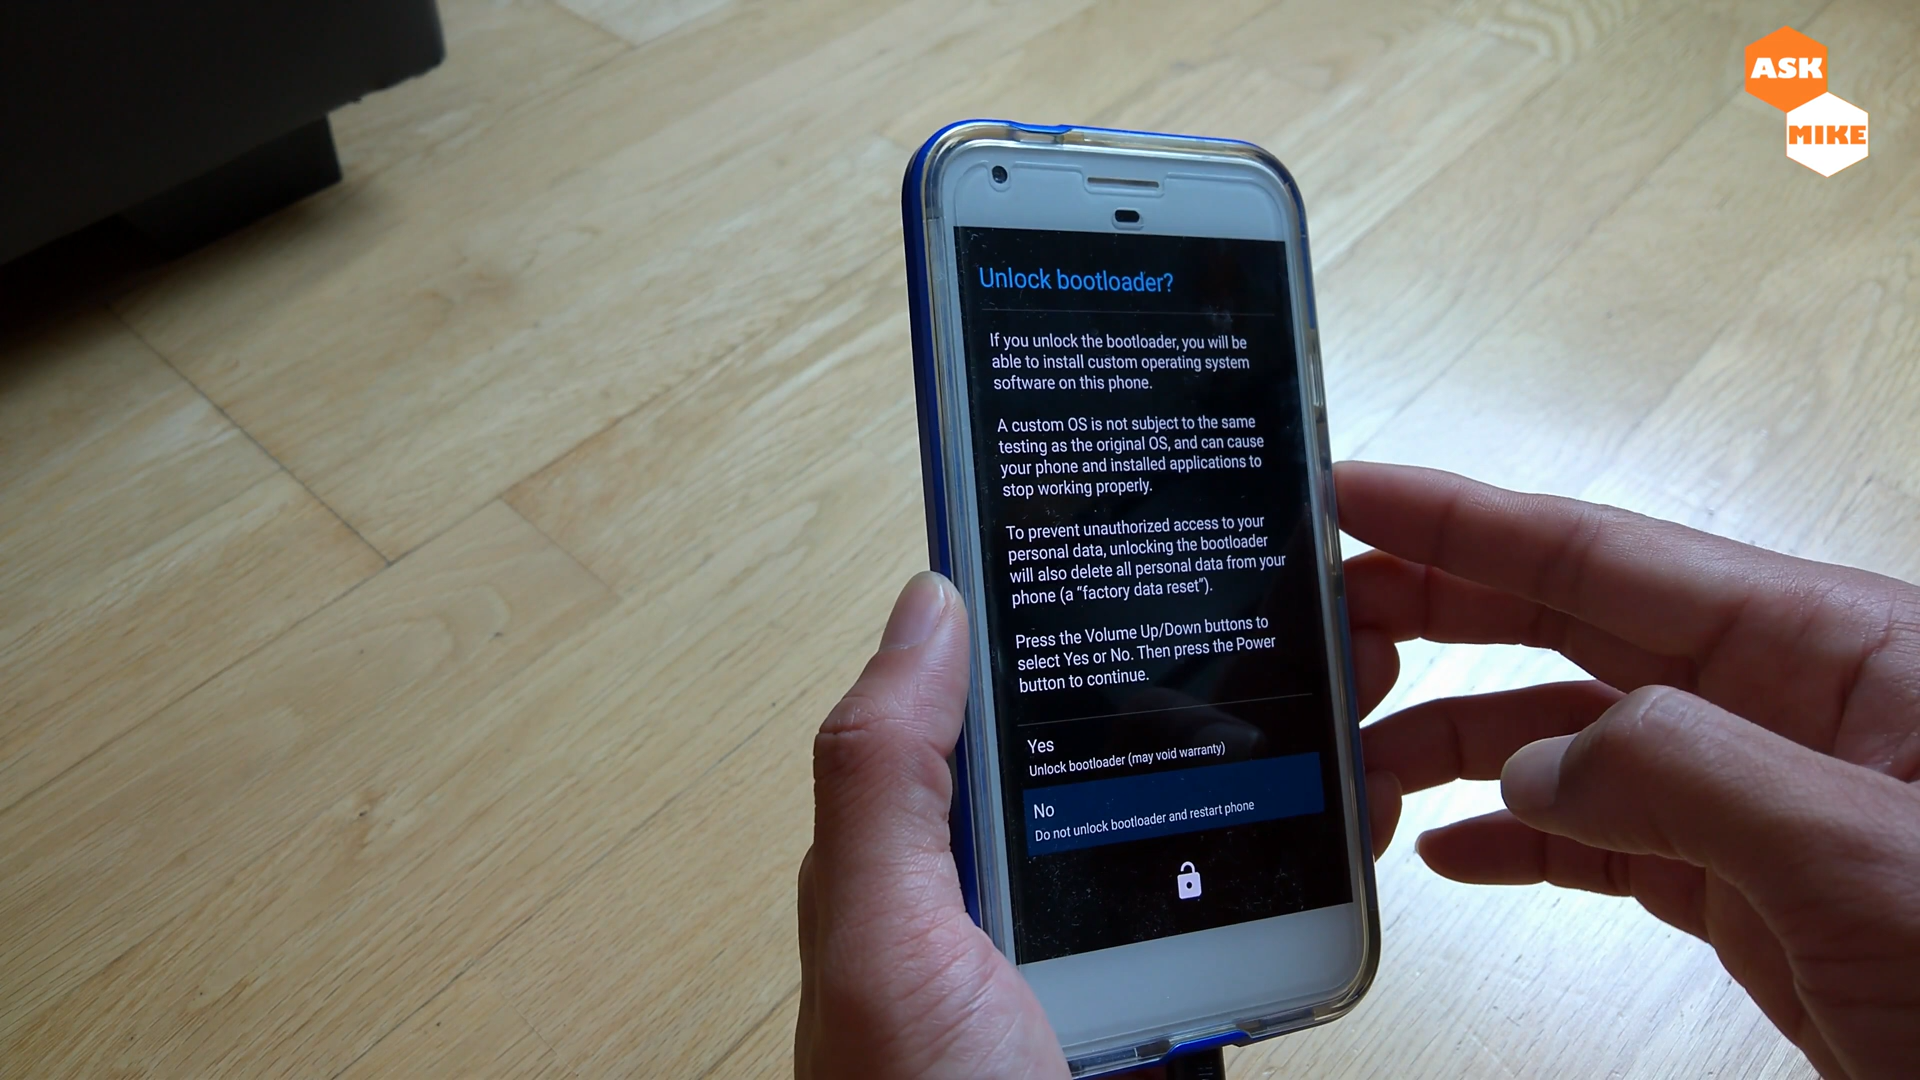 ASK
MIKE
Unlock bootloader?
If you unlock the bootloader, you will be
able to install custom operating system
software on this phone.
A custom OS is not subject to the same
testing as the original OS, and can cause
your phone and installed applications to
stop working properly.
To prevent unauthorized access to your
personal data, unlocking the bootloader
will also delete all personal data from your
phone (a “factory data reset”).
Press the Volume Up/Down buttons to
select Yes or No. Then press the Power
button to continue.
Yes
Unlock bootloader (may void warranty)
No
Do not unlock bootloader and restart phone